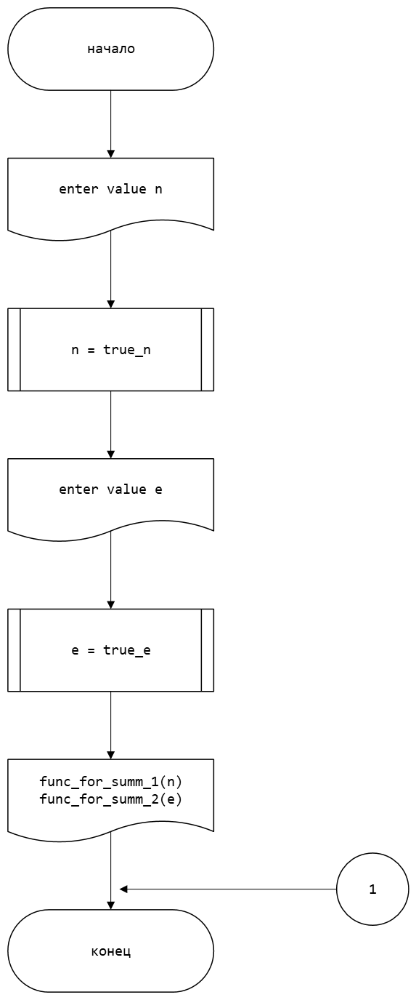 начало
enter value n
n = true_n
enter value e
e = true_e
func_for_summ_1(n)
func_for_summ_2(e)
1
конец